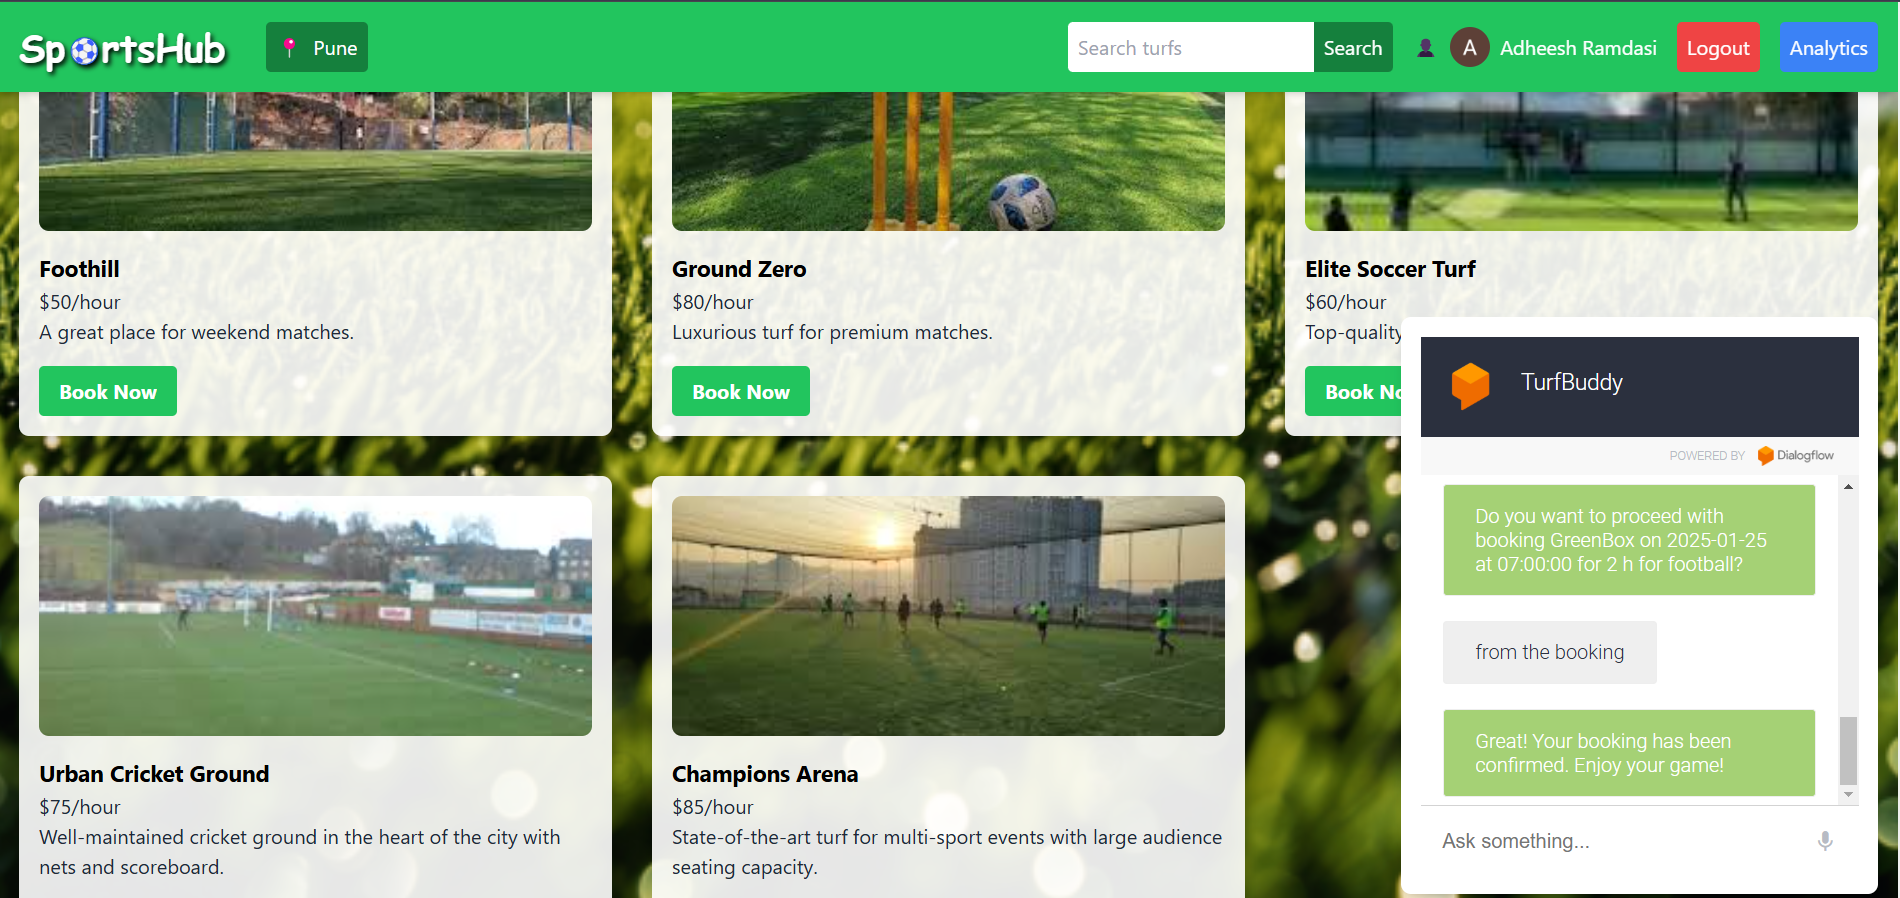 SportsHub
Pune
Search turfs
Search
A
Adheesh Ramdasi
Logout
Analytics
Foothill
$50/hour
A great place for weekend matches.
Book Now
Ground Zero
$80/hour
Luxurious turf for premium matches.
Book Now
Elite Soccer Turf
$60/hour
Top-quality
Book No
Urban Cricket Ground
$75/hour
Well-maintained cricket ground in the heart of the city with
nets and scoreboard.
Champions Arena
$85/hour
State-of-the-art turf for multi-sport events with large audience
seating capacity.
TurfBuddy
POWERED BY Dialogflow
Do you want to proceed with
booking GreenBox on 2025-01-25
at 07:00:00 for 2 h for football?
from the booking
Great! Your booking has been
confirmed. Enjoy your game!
Ask something...